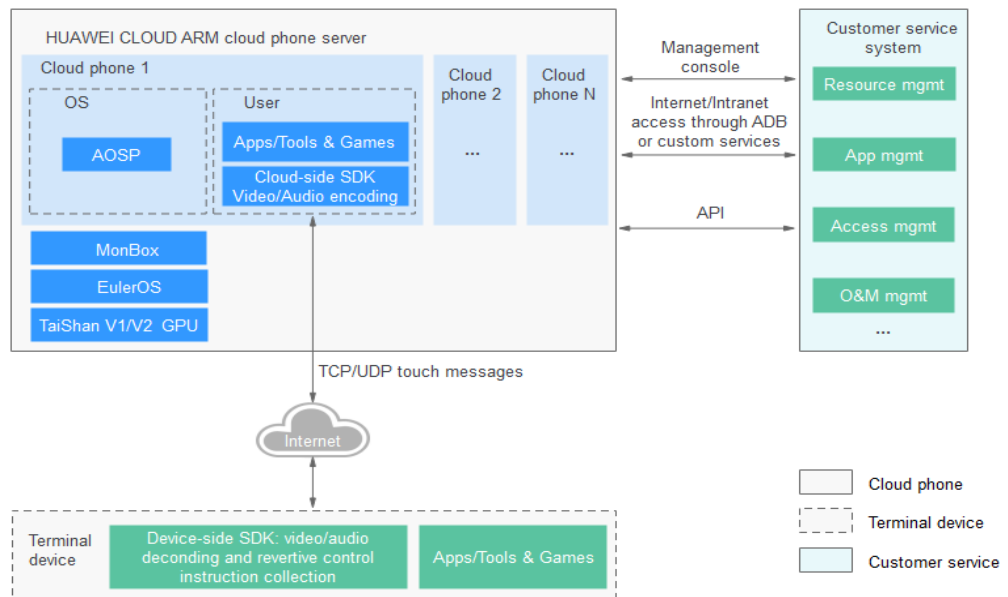 HUAWEI CLOUD ARM cloud phone server
Cloud phone 1
OS
AOSP
User
Apps/Tools & Games
Cloud-side SDK
Video/Audio encoding
Cloud
phone 2
...
Cloud
phone N
...
MonBox
EulerOS
TaiShan V1/V2 GPU
Management
console
Internet/Intranet
access through ADB
or custom services
API
Customer service
system
Resource mgmt
App mgmt
Access mgmt
O&M mgmt
...
TCP/UDP touch messages
Internet
Terminal
device
Device-side SDK: video/audio
deconding and revertive control
instruction collection
Apps/Tools & Games
Cloud phone
Terminal device
Customer service